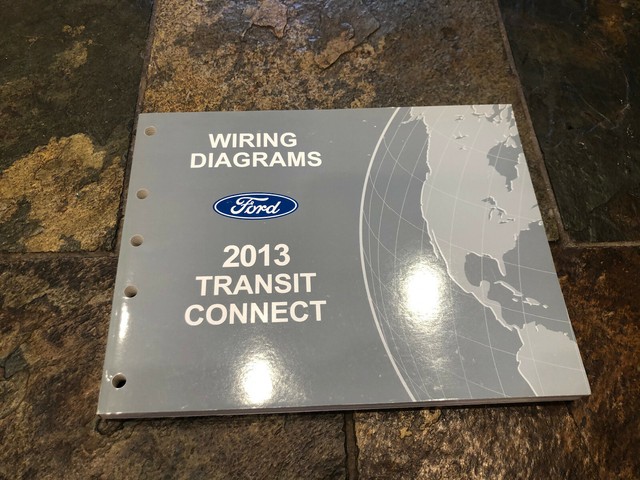 WIRING
DIAGRAMS
Ford
2013
TRANSIT
CONNECT